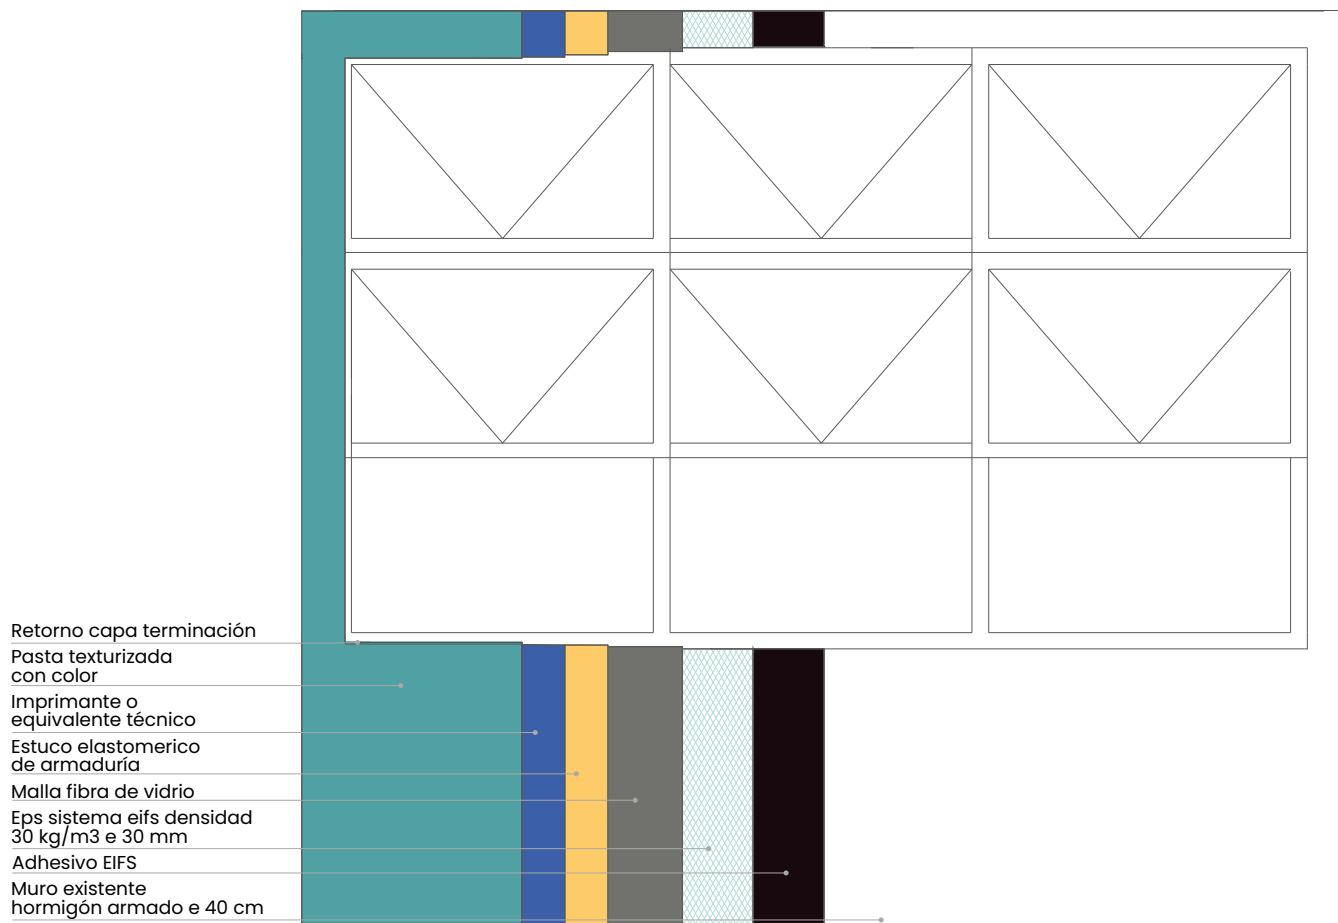 Retorno capa terminación
Pasta texturizada
con color
Imprimante o
equivalente técnico
Estuco elastomerico
de armaduría
Malla fibra de vidrio
Eps sistema eifs densidad
30 kg/m3 e 30 mm
Adhesivo EIFS
Muro existente
hormigón armado e 40 cm